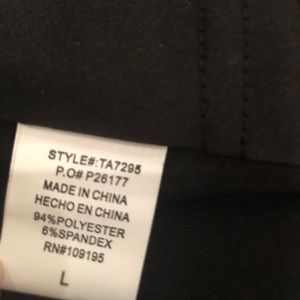 STYLE#:TA7295
P.O# P26177
MADE IN CHINA
HECHO EN CHINA
94%POLYESTER
6%SPANDEX
RN#109195
L